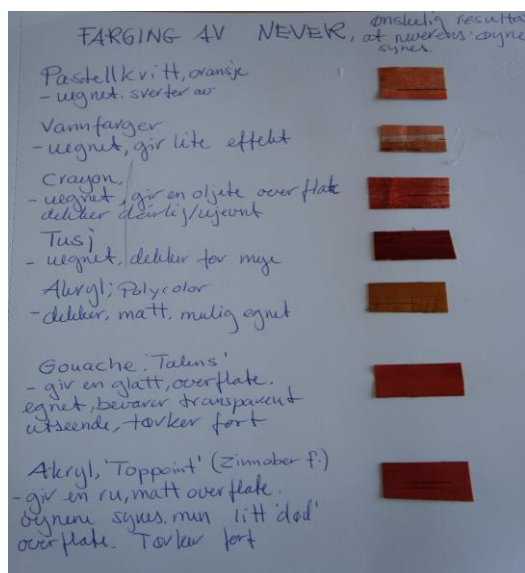 FARGING AV NEVER, ønskelig resultat
at neverens øyne
synes.
Pastellkritt, oransje
- uegnet. sverter av
Vannfarger
- uegnet, gir lite effekt
Crayon,
- uegnet, gir en oljete overflate
dekker dårlig/ujevnt
Tusj
- uegnet, dekker for mye
Akryl; Polycolor
- dekker, matt, mulig egnet
Gouache 'Talens'
- gir en glatt, overflate.
egnet, bevarer transparent
utseende, tørker fort
Akryl, 'Toppoint' (Zinnober f.)
- gir en ru, matt overflate.
øynene synes, men litt 'død'
overflate. Tørker fort